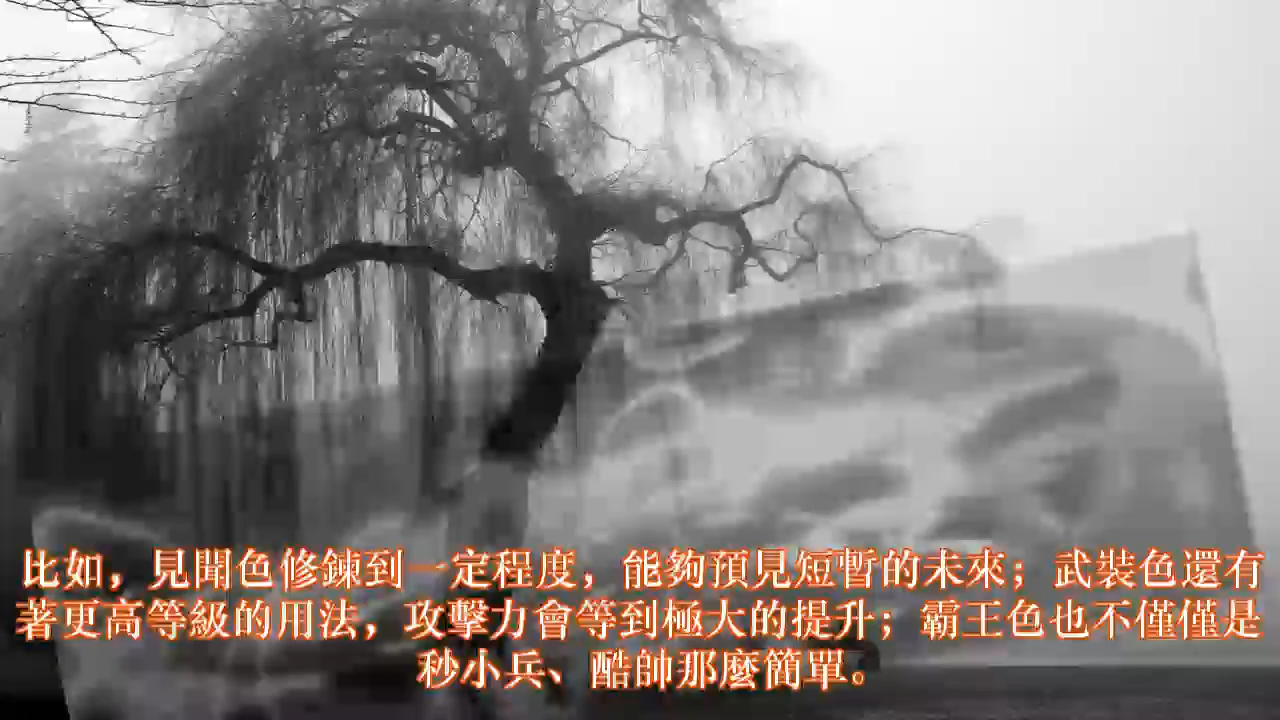 比如，見聞色修鍊到一定程度，能夠預見短暫的未來；武裝色還有
著更高等級的用法，攻擊力會等到極大的提升；霸王色也不僅僅是
秒小兵、酷帥那麼簡單。